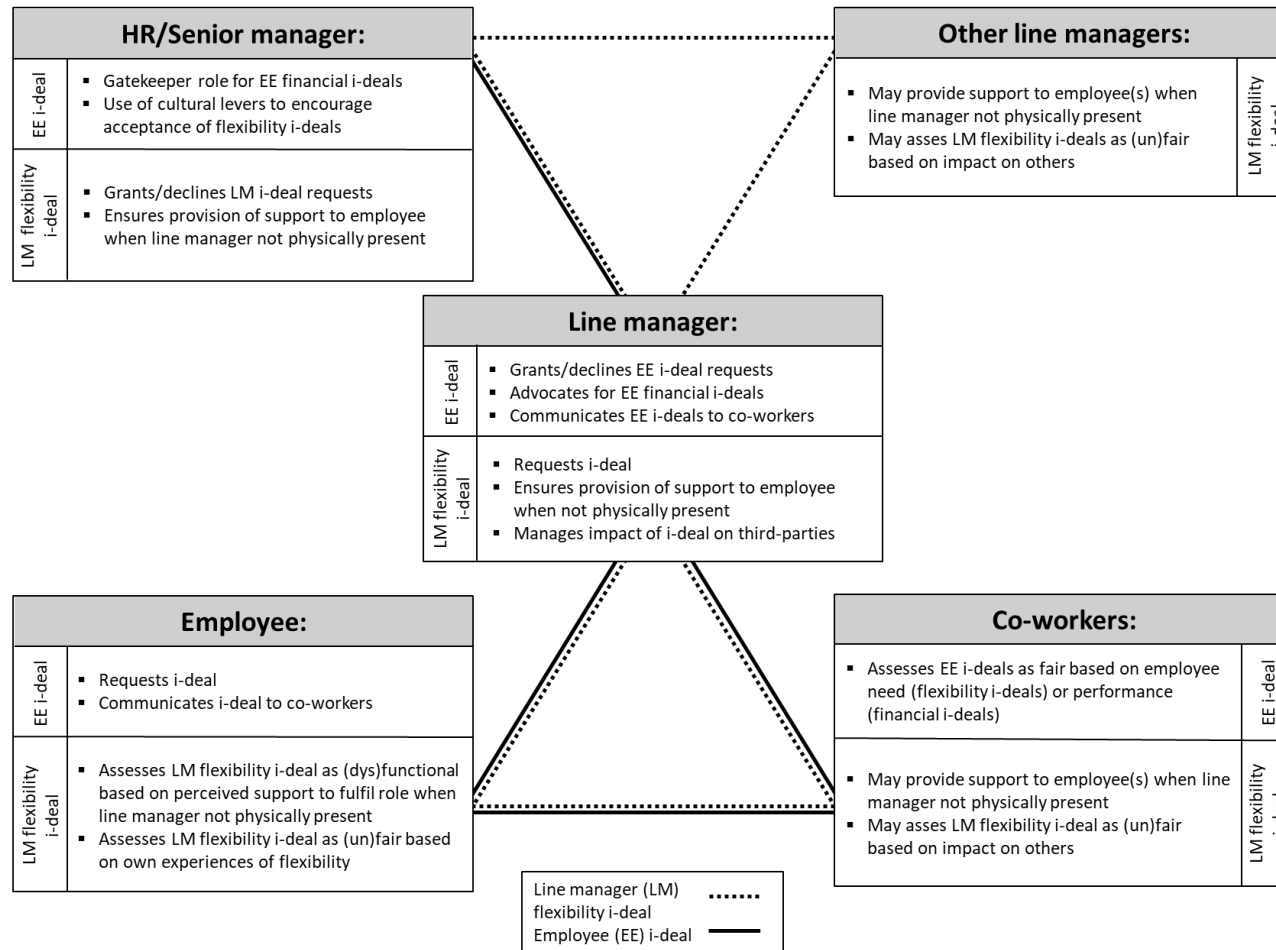 HR/Senior manager:
EE i-deal
▪ Gatekeeper role for EE financial i-deals
▪ Use of cultural levers to encourage
acceptance of flexibility i-deals
LM flexibility
i-deal
▪ Grants/declines LM i-deal requests
▪ Ensures provision of support to employee
when line manager not physically present
Other line managers:
▪ May provide support to employee(s) when
line manager not physically present
▪ May asses LM flexibility i-deals as (un)fair
based on impact on others
LM flexibility
i-deal
Line manager:
EE i-deal
▪ Grants/declines EE i-deal requests
▪ Advocates for EE financial i-deals
▪ Communicates EE i-deals to co-workers
LM flexibility
i-deal
▪ Requests i-deal
▪ Ensures provision of support to employee
when not physically present
▪ Manages impact of i-deal on third-parties
Employee:
EE i-deal
▪ Requests i-deal
▪ Communicates i-deal to co-workers
LM flexibility
i-deal
▪ Assesses LM flexibility i-deal as (dys)functional
based on perceived support to fulfil role when
line manager not physically present
▪ Assesses LM flexibility i-deal as (un)fair based
on own experiences of flexibility
Co-workers:
▪ Assesses EE i-deals as fair based on employee
need (flexibility i-deals) or performance
(financial i-deals)
EE i-deal
▪ May provide support to employee(s) when line
manager not physically present
▪ May asses LM flexibility i-deal as (un)fair
based on impact on others
LM flexibility
Line manager (LM)
flexibility i-deal
Employee (EE) i-deal